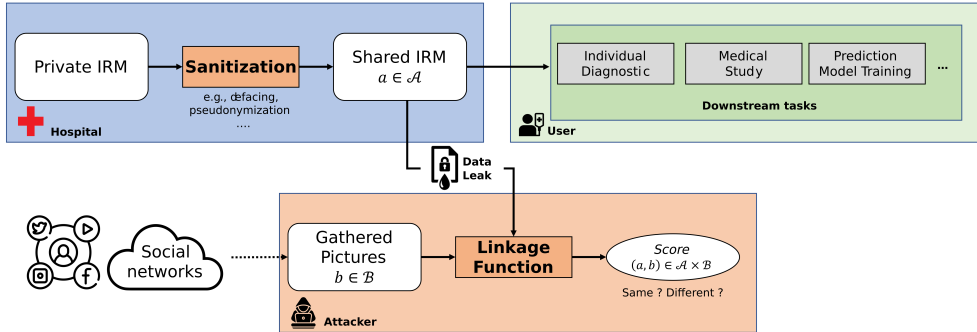 Private IRM
Sanitization
e.g., defacing,
pseudonymization
....
Shared IRM
a ∈ 𝒜
Hospital
Individual
Diagnostic
Medical
Study
Prediction
Model Training
...
Downstream tasks
User
Data
Leak
Social
networks
Gathered
Pictures
b ∈ ℬ
Linkage
Function
Score
(a, b) ∈ 𝒜 × ℬ
Same ? Different ?
Attacker